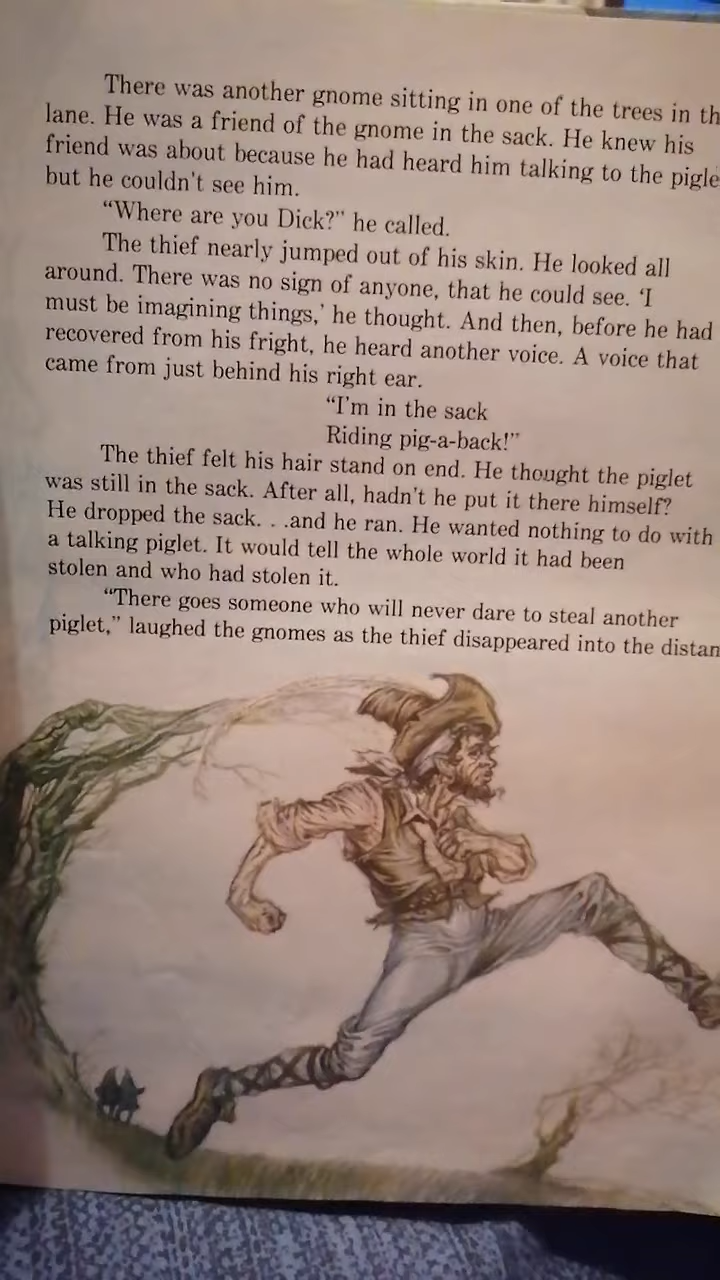 There was another gnome sitting in one of the trees in th
lane. He was a friend of the gnome in the sack. He knew his
friend was about because he had heard him talking to the pigle
but he couldn't see him.
“Where are you Dick?” he called.
The thief nearly jumped out of his skin. He looked all
around. There was no sign of anyone, that he could see. ‘I
must be imagining things,’ he thought. And then, before he had
recovered from his fright, he heard another voice. A voice that
came from just behind his right ear.
“I'm in the sack
Riding pig-a-back!”
The thief felt his hair stand on end. He thought the piglet
was still in the sack. After all, hadn't he put it there himself?
He dropped the sack. . .and he ran. He wanted nothing to do with
a talking piglet. It would tell the whole world it had been
stolen and who had stolen it.
“There goes someone who will never dare to steal another
piglet,” laughed the gnomes as the thief disappeared into the distan